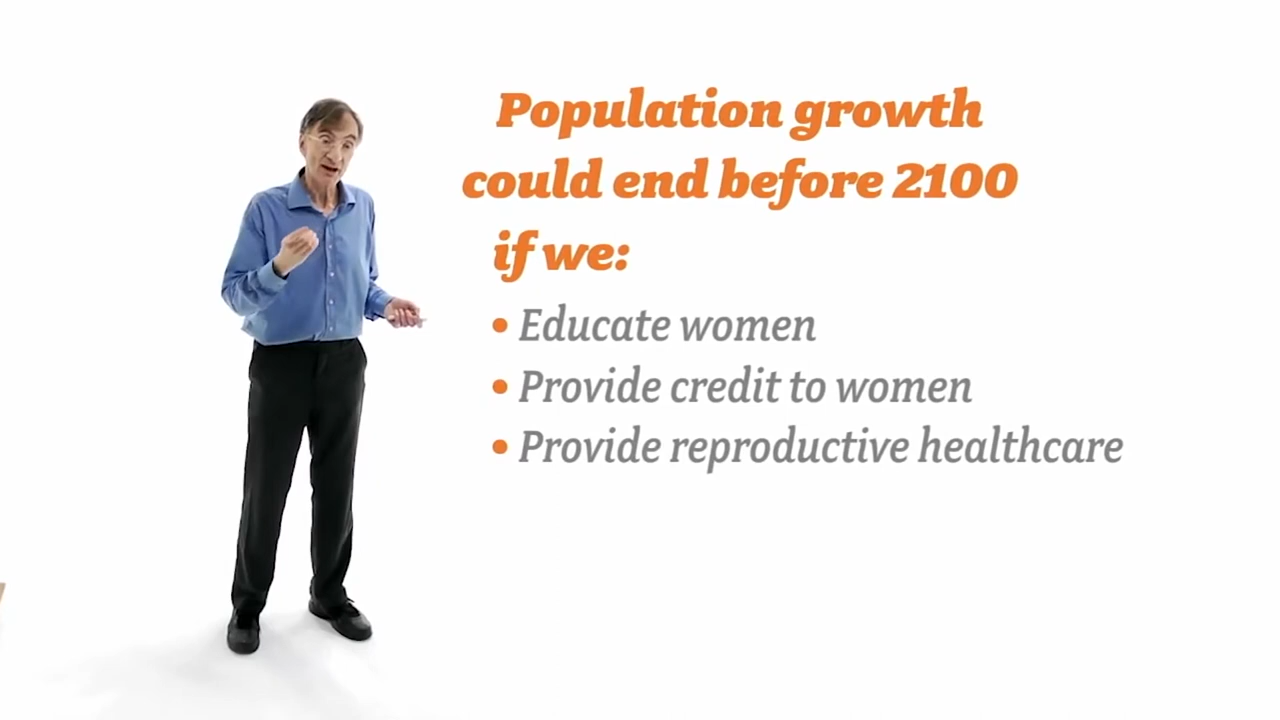 Population growth
could end before 2100
if we:
• Educate women
• Provide credit to women
• Provide reproductive healthcare